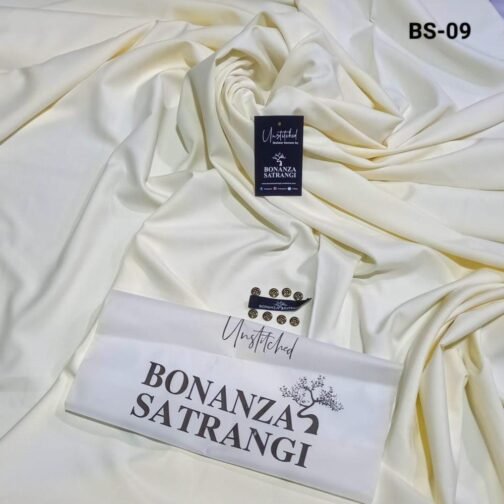 BS-09
Unstitched
BONANZA
SATRANGI
Unstitched
BONANZA
SATRANGI